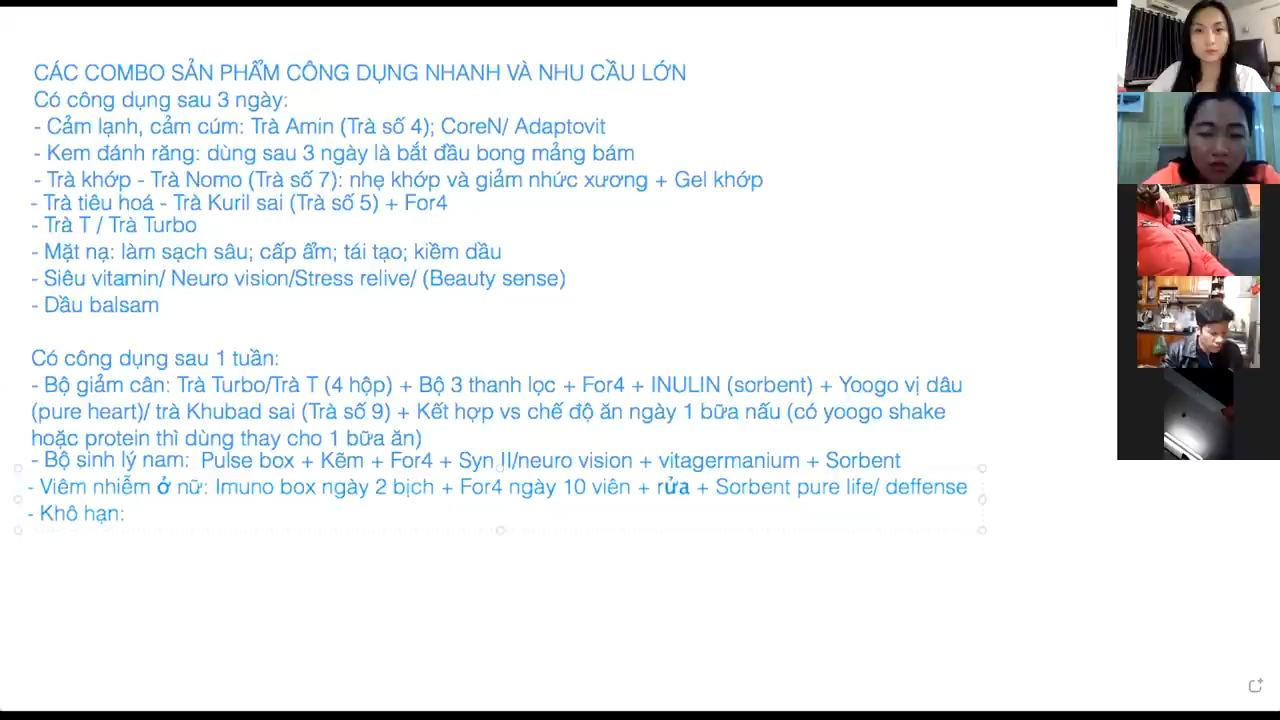 CÁC COMBO SẢN PHẨM CÔNG DỤNG NHANH VÀ NHU CẦU LỚN
Có công dụng sau 3 ngày:
- Cảm lạnh, cảm cúm: Trà Amin (Trà số 4); CoreN/ Adaptovit
- Kem đánh răng: dùng sau 3 ngày là bắt đầu bong mảng bám
- Trà khớp - Trà Nomo (Trà số 7): nhẹ khớp và giảm nhức xương + Gel khớp
- Trà tiêu hoá - Trà Kuril sai (Trà số 5) + For4
- Trà T / Trà Turbo
- Mặt nạ: làm sạch sâu; cấp ẩm; tái tạo; kiềm dầu
- Siêu vitamin/ Neuro vision/Stress relive/ (Beauty sense)
- Dầu balsam
Có công dụng sau 1 tuần:
- Bộ giảm cân: Trà Turbo/Trà T (4 hộp) + Bộ 3 thanh lọc + For4 + INULIN (sorbent) + Yoogo vị dâu
(pure heart)/ trà Khubad sai (Trà số 9) + Kết hợp vs chế độ ăn ngày 1 bữa nấu (có yoogo shake
hoặc protein thì dùng thay cho 1 bữa ăn)
- Bộ sinh lý nam: Pulse box + Kẽm + For4 + Syn II/neuro vision + vitagermanium + Sorbent
- Viêm nhiễm ở nữ: Imuno box ngày 2 bịch + For4 ngày 10 viên + rửa + Sorbent pure life/ deffense
- Khô hạn: